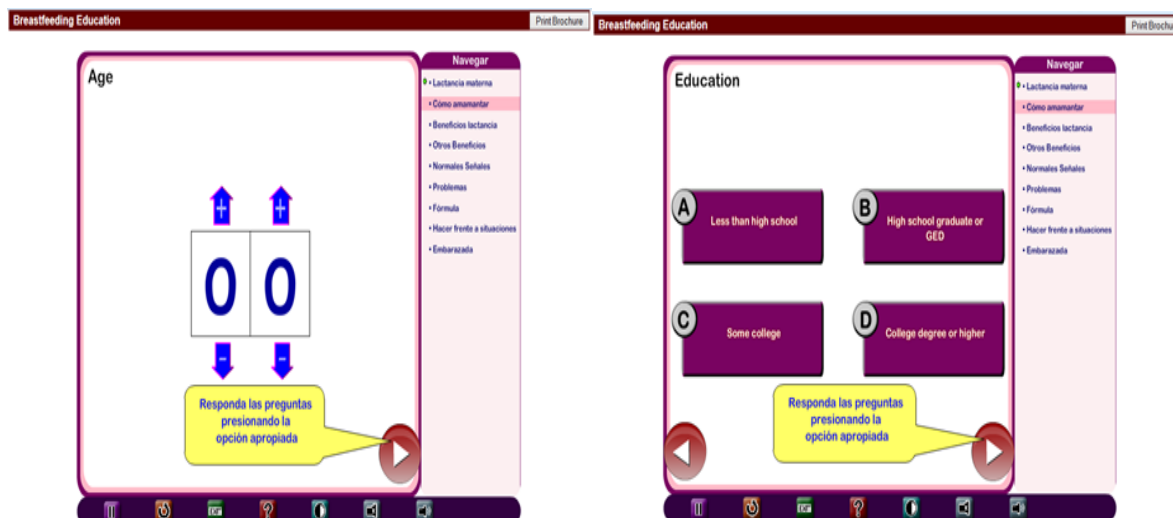 Breastfeeding Education
Print Brochure
Age
+ +
0 0
- -
Responda las preguntas
presionando la
opción apropiada
Navegar
• Lactancia materna
• Cómo amamantar
• Beneficios lactancia
• Otros Beneficios
• Normales Señales
• Problemas
• Fórmula
• Hacer frente a situaciones
• Embarazada
?
Breastfeeding Education
Print Brochu
Education
A
Less than high school
B
High school graduate or
GED
C
Some college
D
College degree or higher
Responda las preguntas
presionando la
opción apropiada
Navegar
• Lactancia materna
• Cómo amamantar
• Beneficios lactancia
• Otros Beneficios
• Normales Señales
• Problemas
• Fórmula
• Hacer frente a situaciones
• Embarazada
?